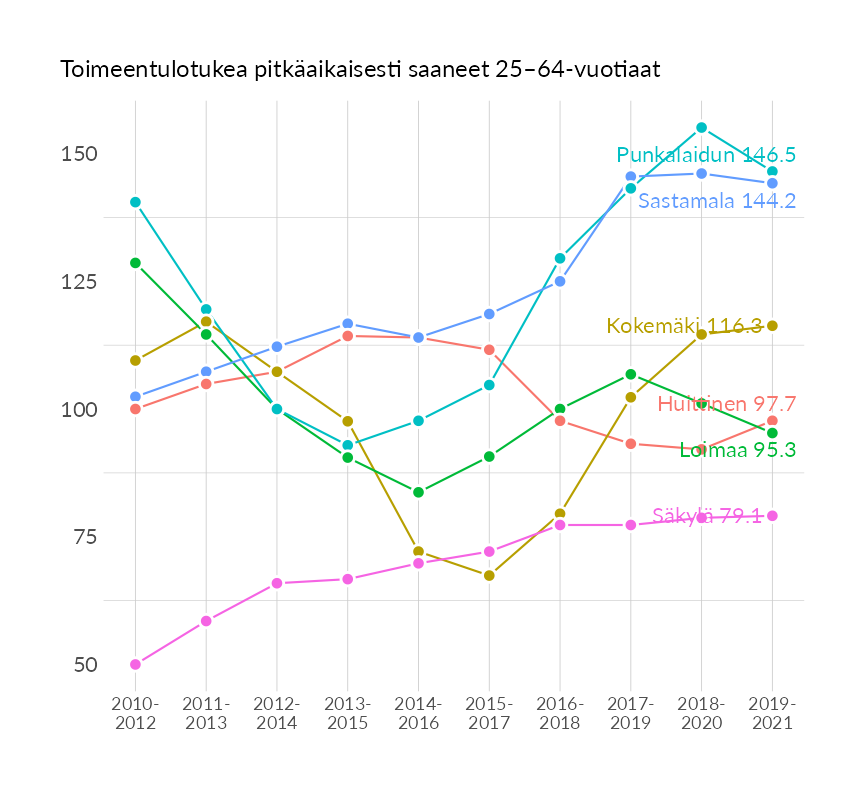 Toimeentulotukea pitkäaikaisesti saaneet 25–64-vuotiaat
150
Punkalaidun 146.5
Sastamala 144.2
125
Kokemäki 116.3
100
Huittinen 97.7
Loimaa 95.3
75
Säkylä 79.1
50
2010- 2011- 2012- 2013- 2014- 2015- 2016- 2017- 2018- 2019-
2012 2013 2014 2015 2016 2017 2018 2019 2020 2021